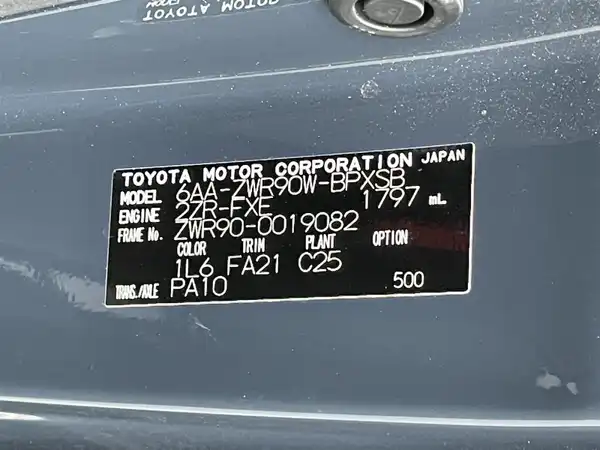 TOYOTA MOTOR CORPORATION JAPAN
MODEL 6AA-ZWR90W-BPXSB
ENGINE 2ZR-FXE 1797 mL
FRAME No. ZWR90-0019082
COLOR TRIM PLANT OPTION
1L6 FA21 C25
TRANS./AXLE PA10 500